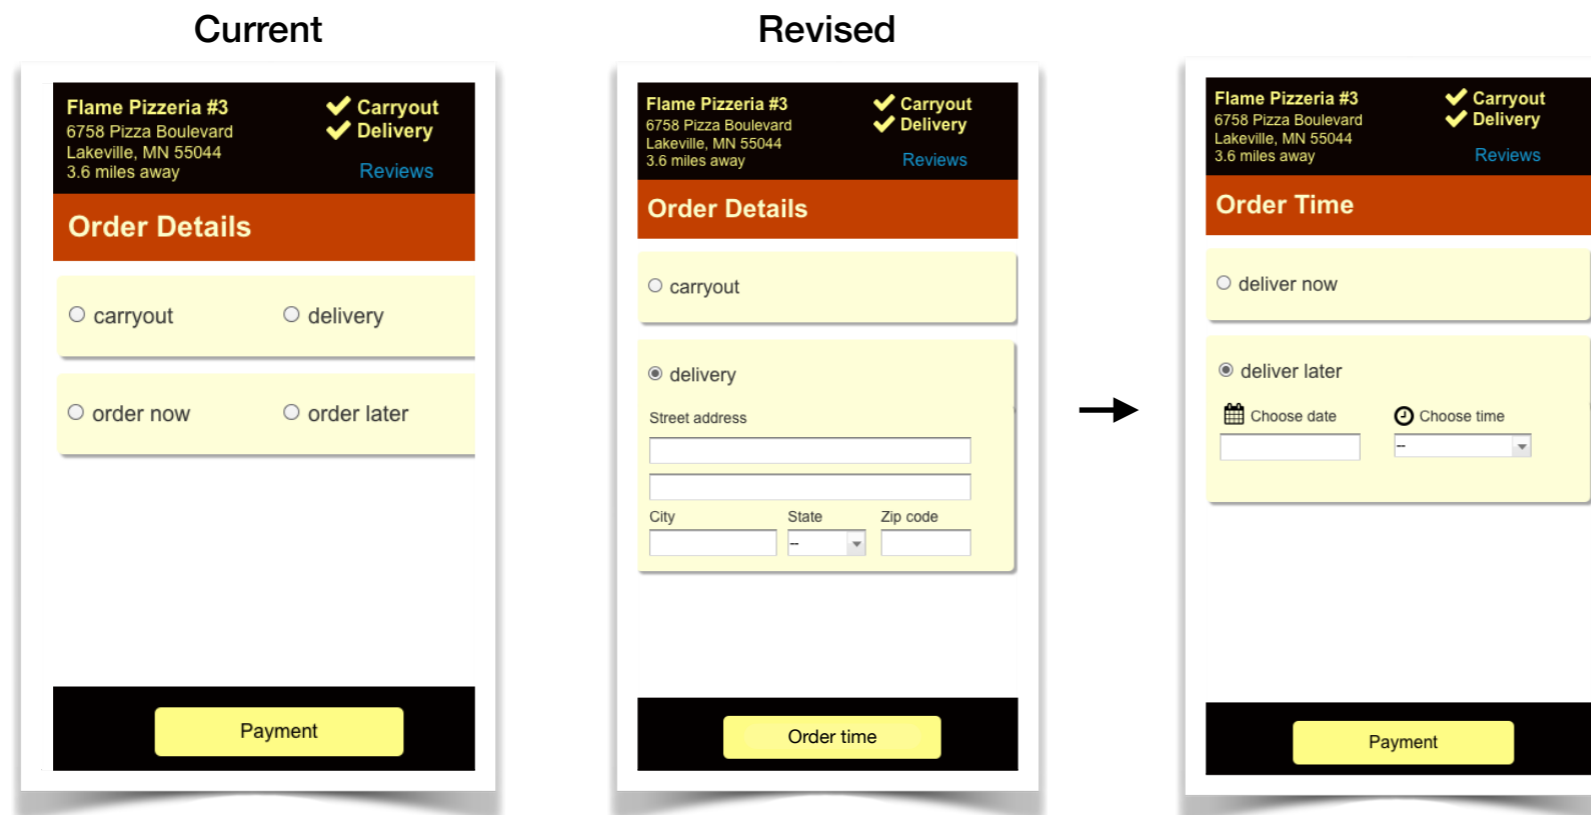 Current
Flame Pizzeria #3
6758 Pizza Boulevard
Lakeville, MN 55044
3.6 miles away
✔ Carryout
✔ Delivery
Reviews
Order Details
carryout
delivery
order now
order later
Payment
Revised
Flame Pizzeria #3
6758 Pizza Boulevard
Lakeville, MN 55044
3.6 miles away
✔ Carryout
✔ Delivery
Reviews
Order Details
carryout
delivery
Street address
City State Zip code
--
Order time
Flame Pizzeria #3
6758 Pizza Boulevard
Lakeville, MN 55044
3.6 miles away
✔ Carryout
✔ Delivery
Reviews
Order Time
deliver now
deliver later
Choose date Choose time
--
Payment